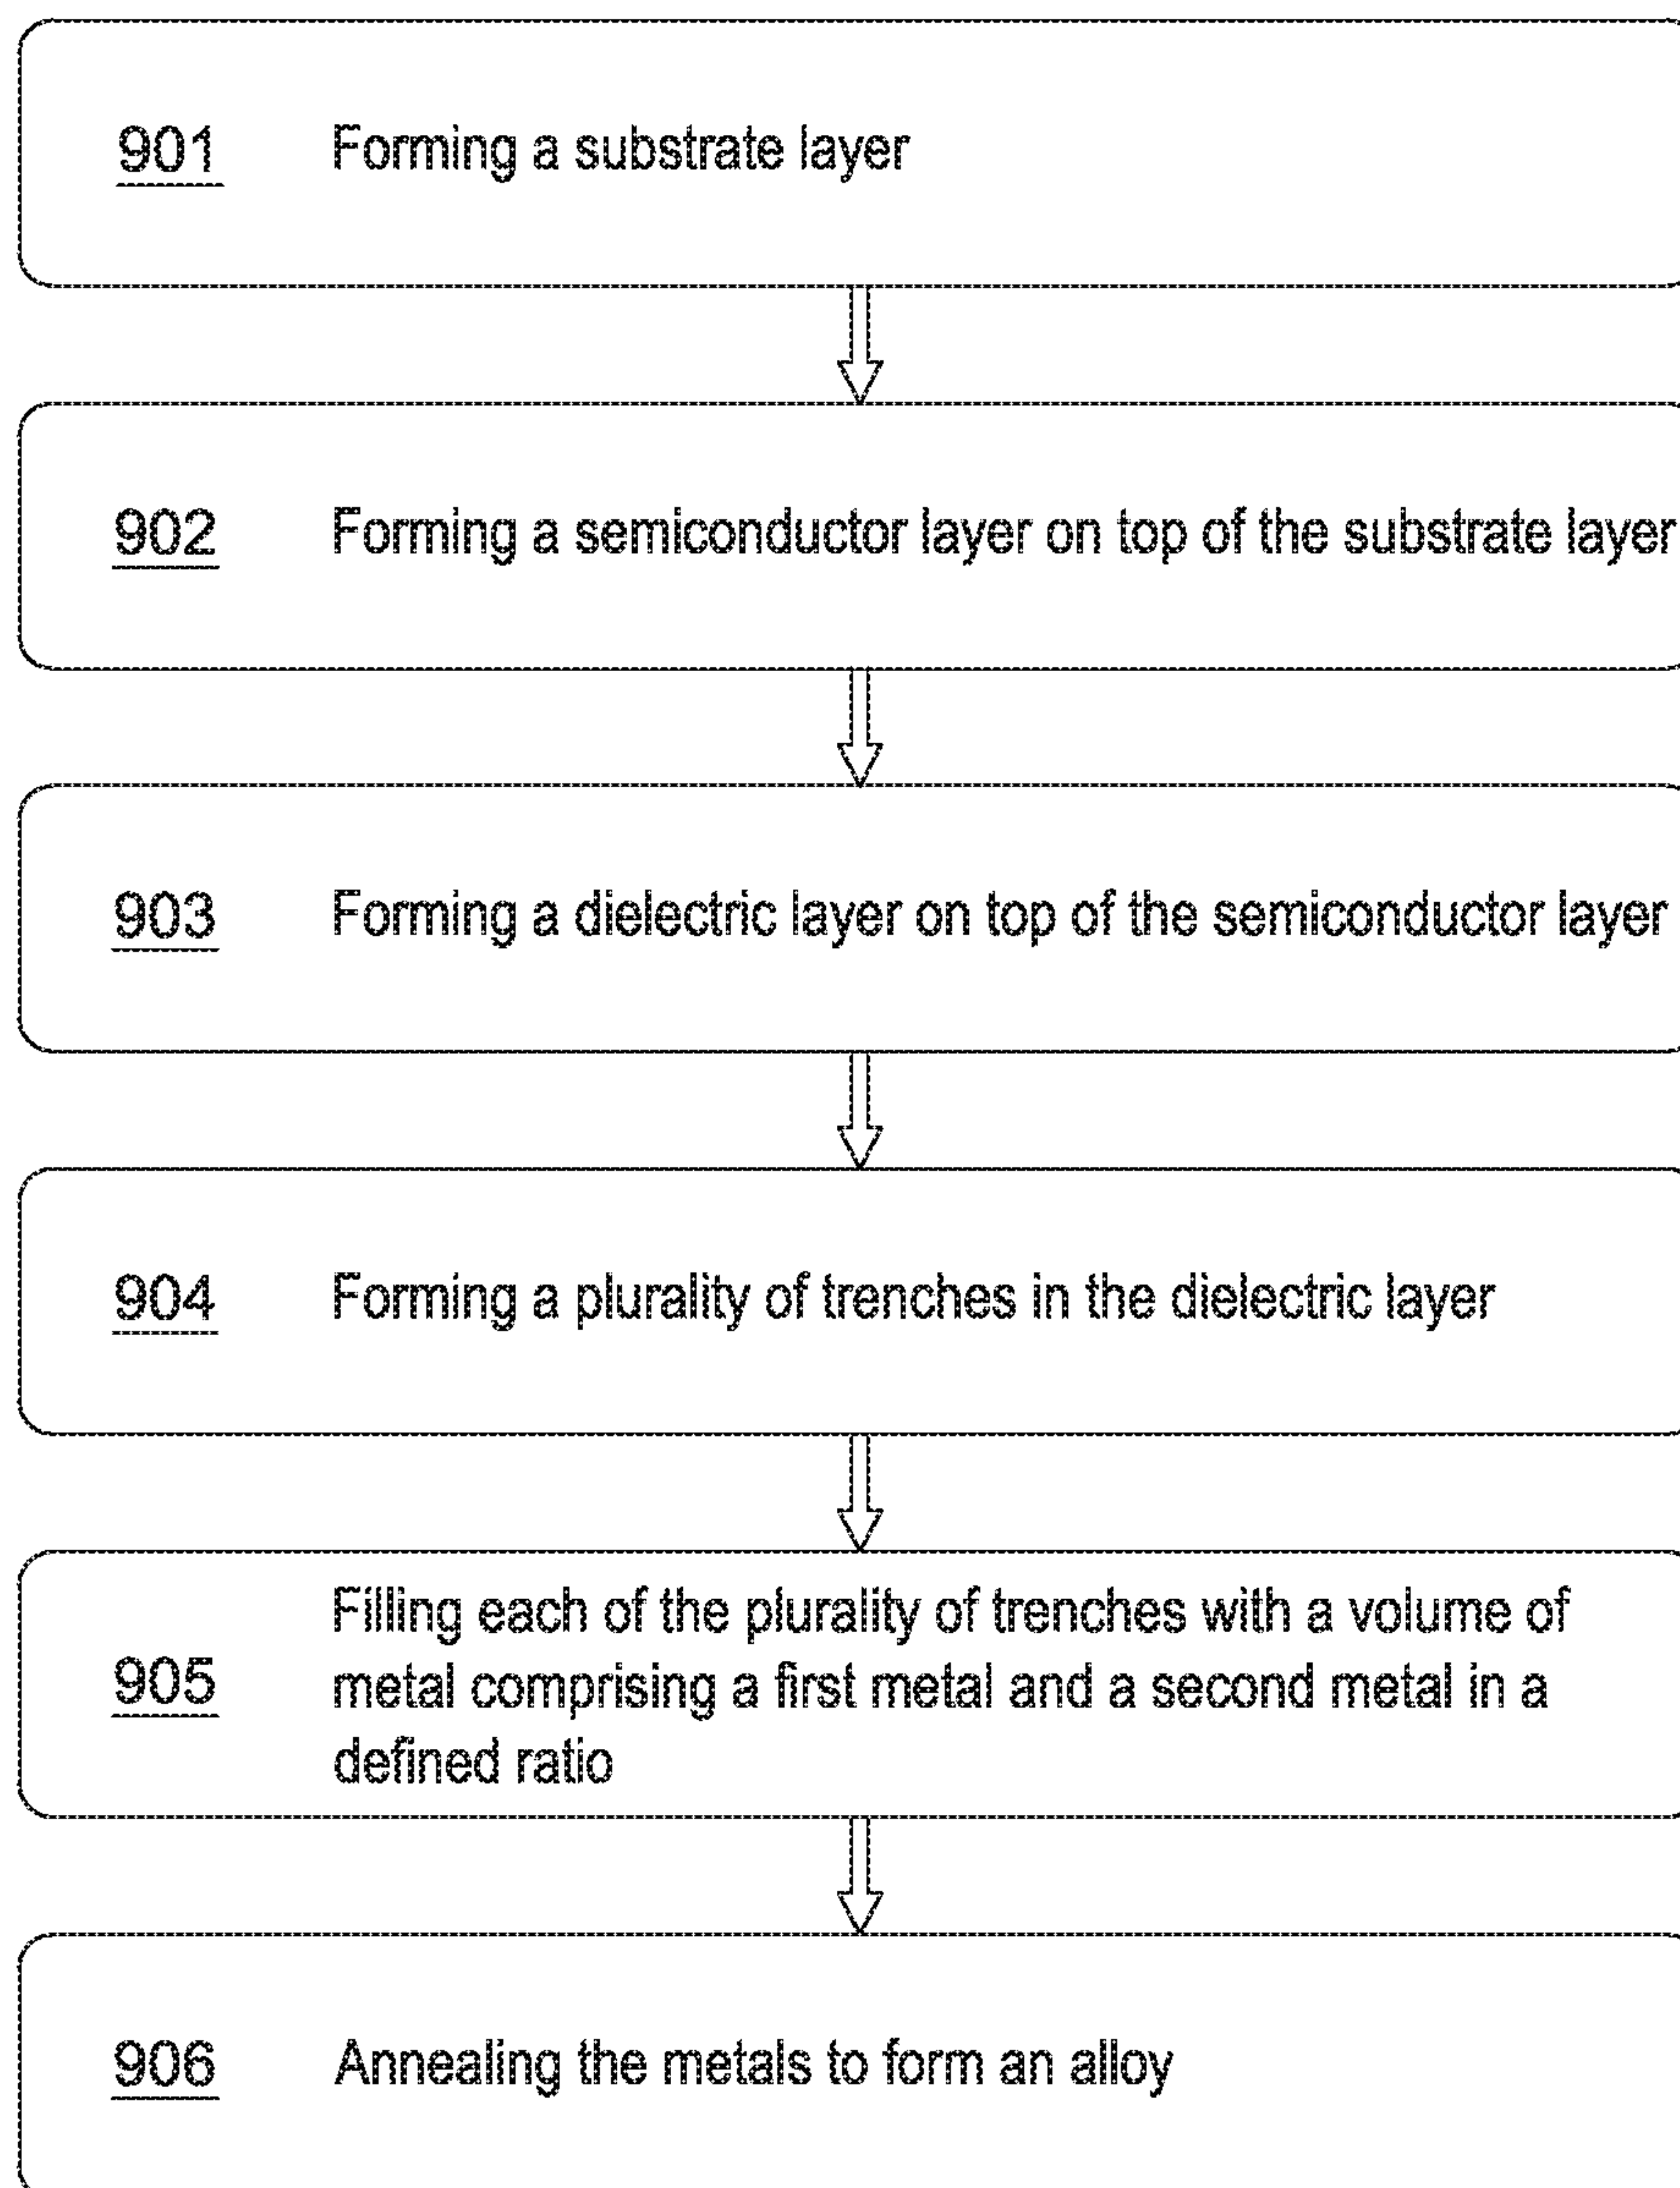 901 Forming a substrate layer
902 Forming a semiconductor layer on top of the substrate layer
903 Forming a dielectric layer on top of the semiconductor layer
904 Forming a plurality of trenches in the dielectric layer
Filling each of the plurality of trenches with a volume of
905 metal comprising a first metal and a second metal in a
defined ratio
906 Annealing the metals to form an alloy